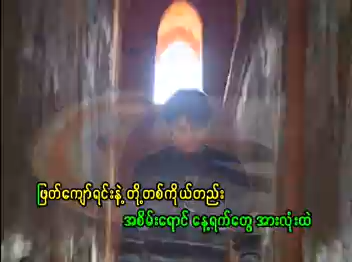 ဖြတ်ကျော်ရင်းနဲ့ တို့တစ်ကိုယ်တည်း
အစိမ်းရောင် နေ့ရက်တွေ အားလုံးထဲ